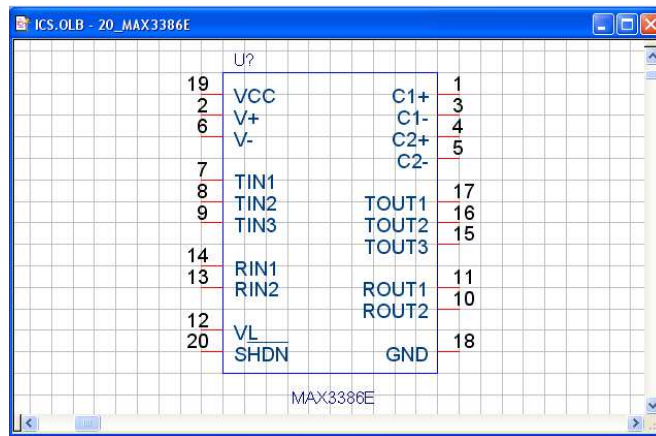 ICS.OLB - 20_MAX3386E
U?
19 VCC C1+ 1
2 V+ C1- 3
6 V- C2+ 4
C2- 5
7 TIN1
8 TIN2 TOUT1 17
9 TIN3 TOUT2 16
TOUT3 15
14 RIN1
13 RIN2 ROUT1 11
ROUT2 10
12 VL
20 SHDN GND 18
MAX3386E